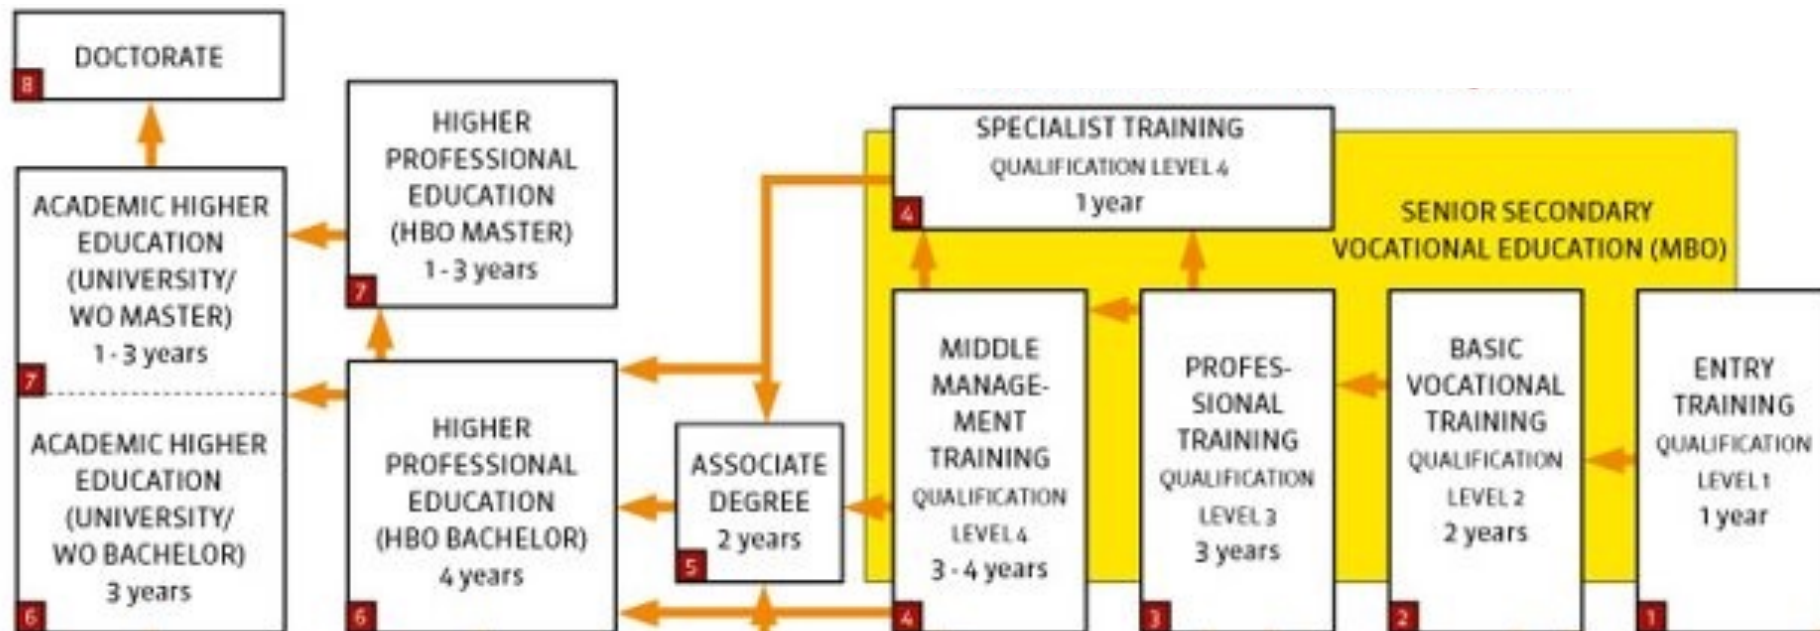 DOCTORATE
8
ACADEMIC HIGHER
EDUCATION
(UNIVERSITY/
WO MASTER)
1 - 3 years
7
ACADEMIC HIGHER
EDUCATION
(UNIVERSITY/
WO BACHELOR)
3 years
6
HIGHER
PROFESSIONAL
EDUCATION
(HBO MASTER)
1 - 3 years
7
HIGHER
PROFESSIONAL
EDUCATION
(HBO BACHELOR)
4 years
6
ASSOCIATE
DEGREE
2 years
5
SPECIALIST TRAINING
QUALIFICATION LEVEL 4
1 year
4
SENIOR SECONDARY
VOCATIONAL EDUCATION (MBO)
MIDDLE
MANAGE-
MENT
TRAINING
QUALIFICATION
LEVEL 4
3 - 4 years
4
PROFES-
SIONAL
TRAINING
QUALIFICATION
LEVEL 3
3 years
3
BASIC
VOCATIONAL
TRAINING
QUALIFICATION
LEVEL 2
2 years
2
ENTRY
TRAINING
QUALIFICATION
LEVEL 1
1 year
1